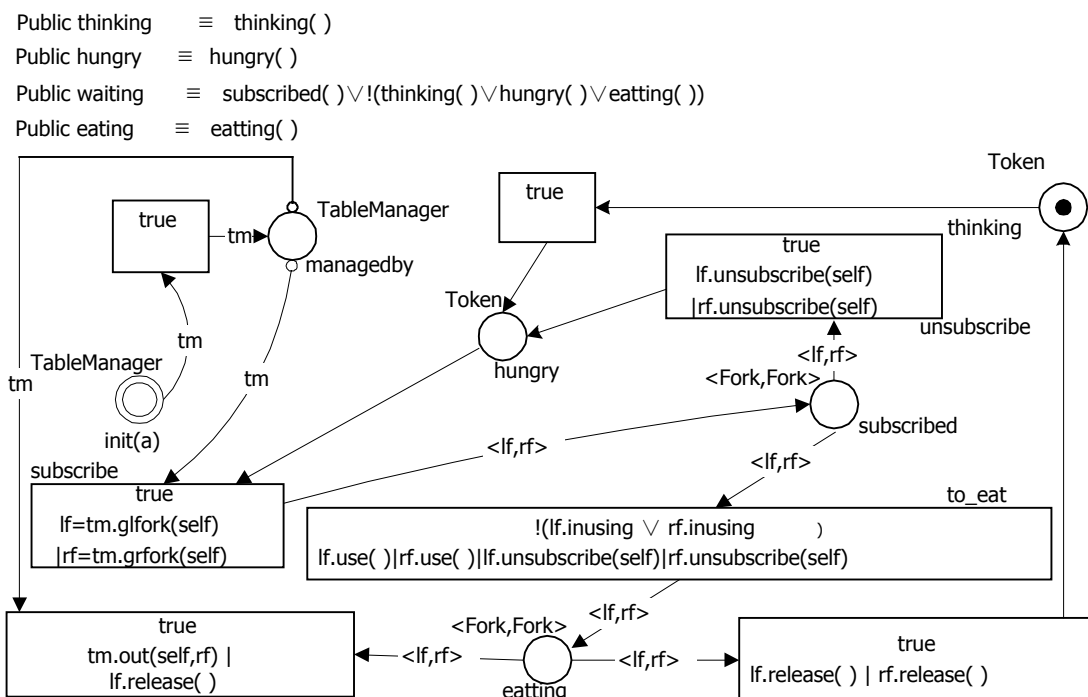 Public thinking ≡ thinking( )
Public hungry ≡ hungry( )
Public waiting ≡ subscribed( )∨!(thinking( )∨hungry( )∨eatting( ))
Public eating ≡ eatting( )
Token
true
thinking
true
tm
TableManager
managedby
true
lf.unsubscribe(self)
|rf.unsubscribe(self)
unsubscribe
Token
hungry
TableManager
tm
init(a)
tm
tm
<lf,rf>
<Fork,Fork>
subscribed
<lf,rf>
<lf,rf>
subscribe
true
lf=tm.glfork(self)
|rf=tm.grfork(self)
to_eat
!(lf.inusing ∨ rf.inusing )
lf.use( )|rf.use( )|lf.unsubscribe(self)|rf.unsubscribe(self)
<lf,rf>
<Fork,Fork>
eatting
<lf,rf>
<lf,rf>
true
tm.out(self,rf) |
lf.release( )
true
lf.release( ) | rf.release( )